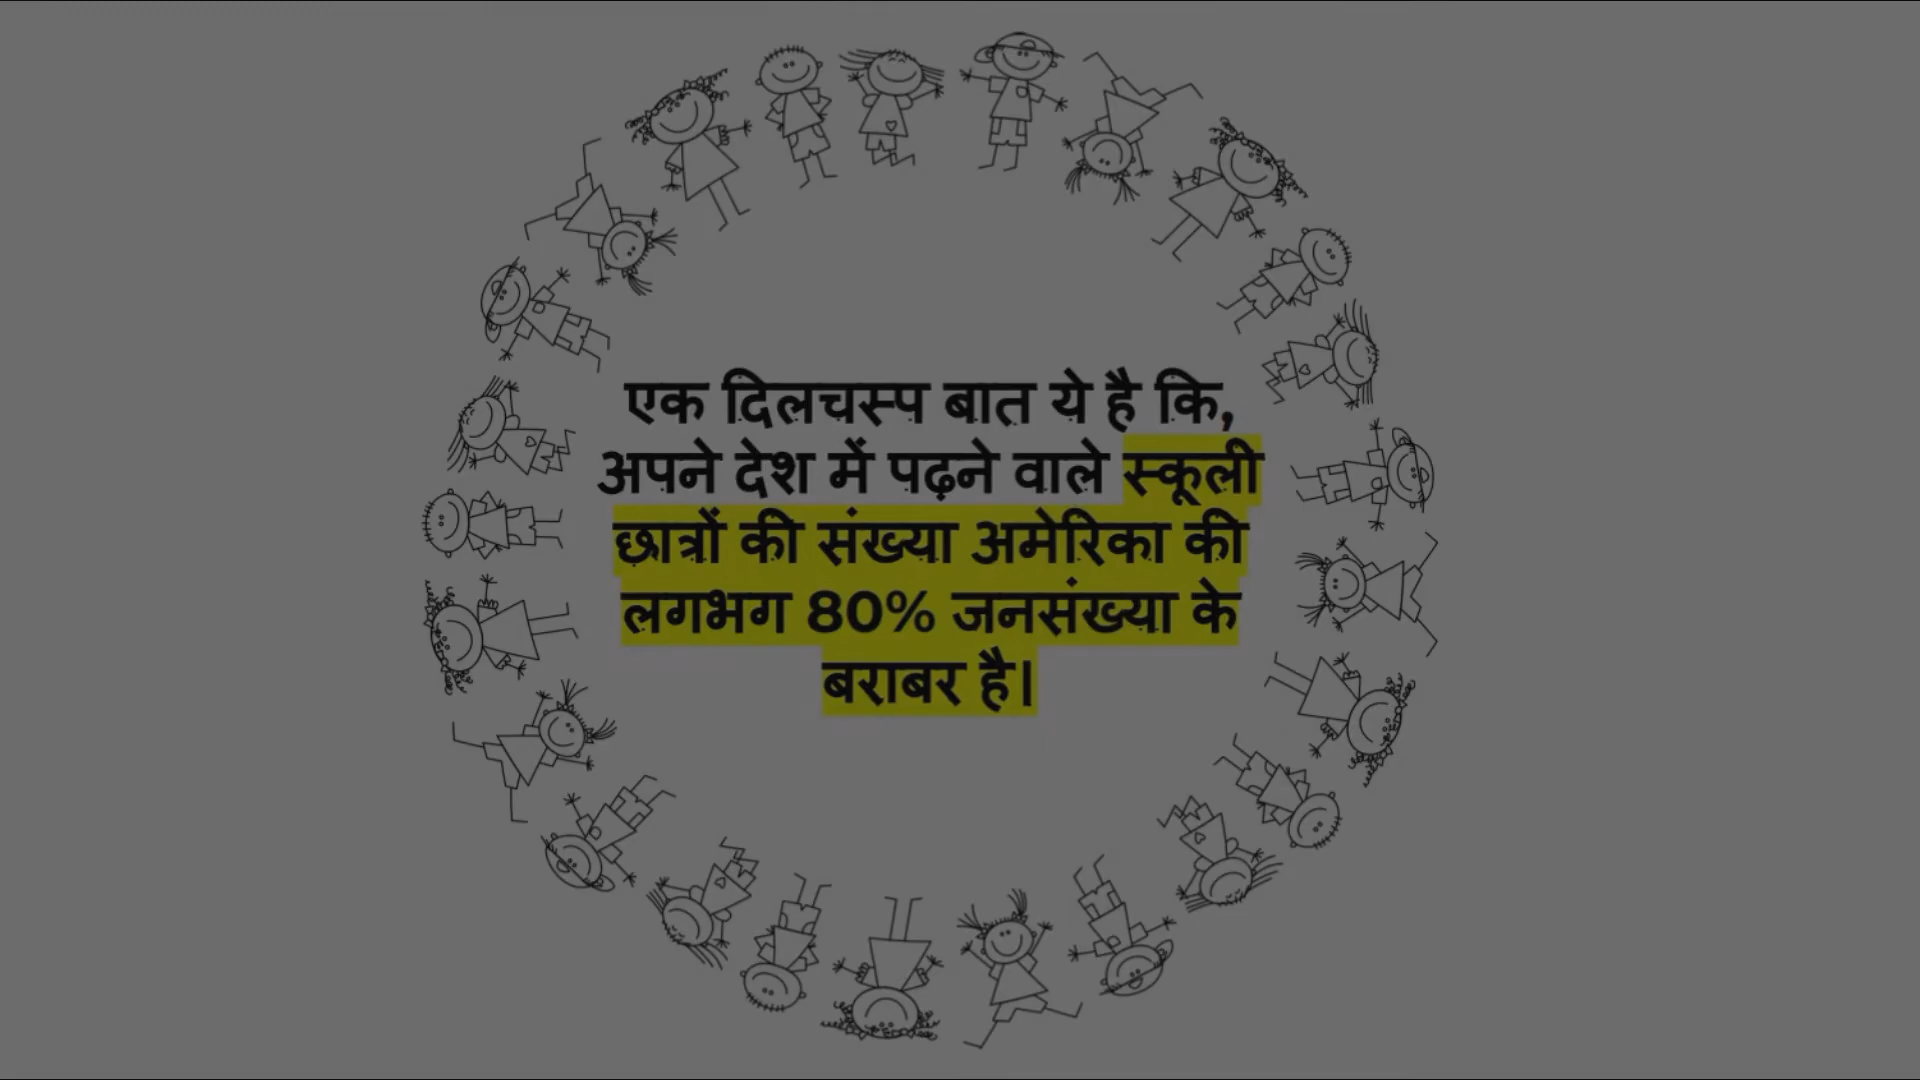 एक दिलचस्प बात ये है कि,
अपने देश में पढ़ने वाले स्कूली
छात्रों की संख्या अमेरिका की
लगभग 80% जनसंख्या के
बराबर है।